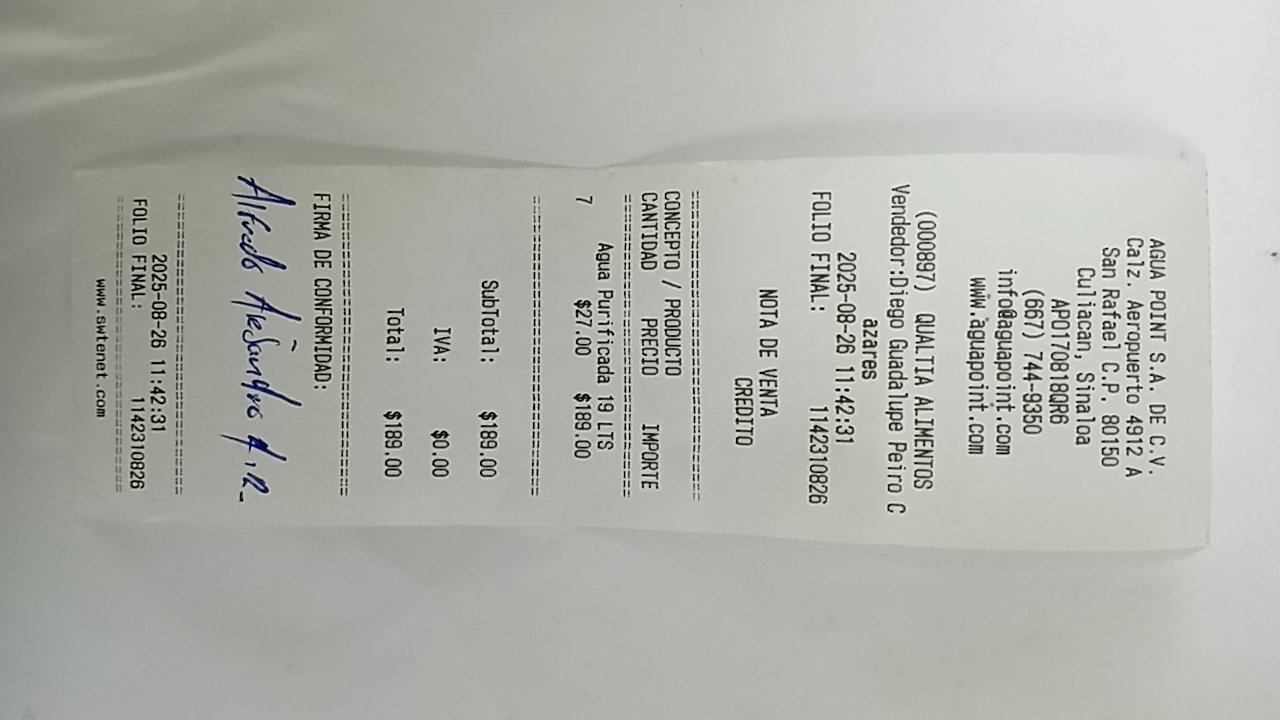 AGUA POINT S.A. DE C.V.
Calz. Aeropuerto 4912 A
San Rafael C.P. 80150
Culiacan, Sinaloa
APO170818QR6
(667) 744-9350
info@aguapoint.com
www.aguapoint.com
(000897) QUALTIA ALIMENTOS
Vendedor:Diego Guadalupe Peiro C
azares
2025-08-26 11:42:31
FOLIO FINAL: 1142310826
NOTA DE VENTA
CREDITO
================================
CONCEPTO / PRODUCTO
CANTIDAD PRECIO IMPORTE
================================
Agua Purificada 19 LTS
7 $27.00 $189.00
================================
SubTotal: $189.00
IVA: $0.00
Total: $189.00
================================
FIRMA DE CONFORMIDAD:
Alfredo
================================
2025-08-26 11:42:31
FOLIO FINAL: 1142310826
================================
www.swtenet.com